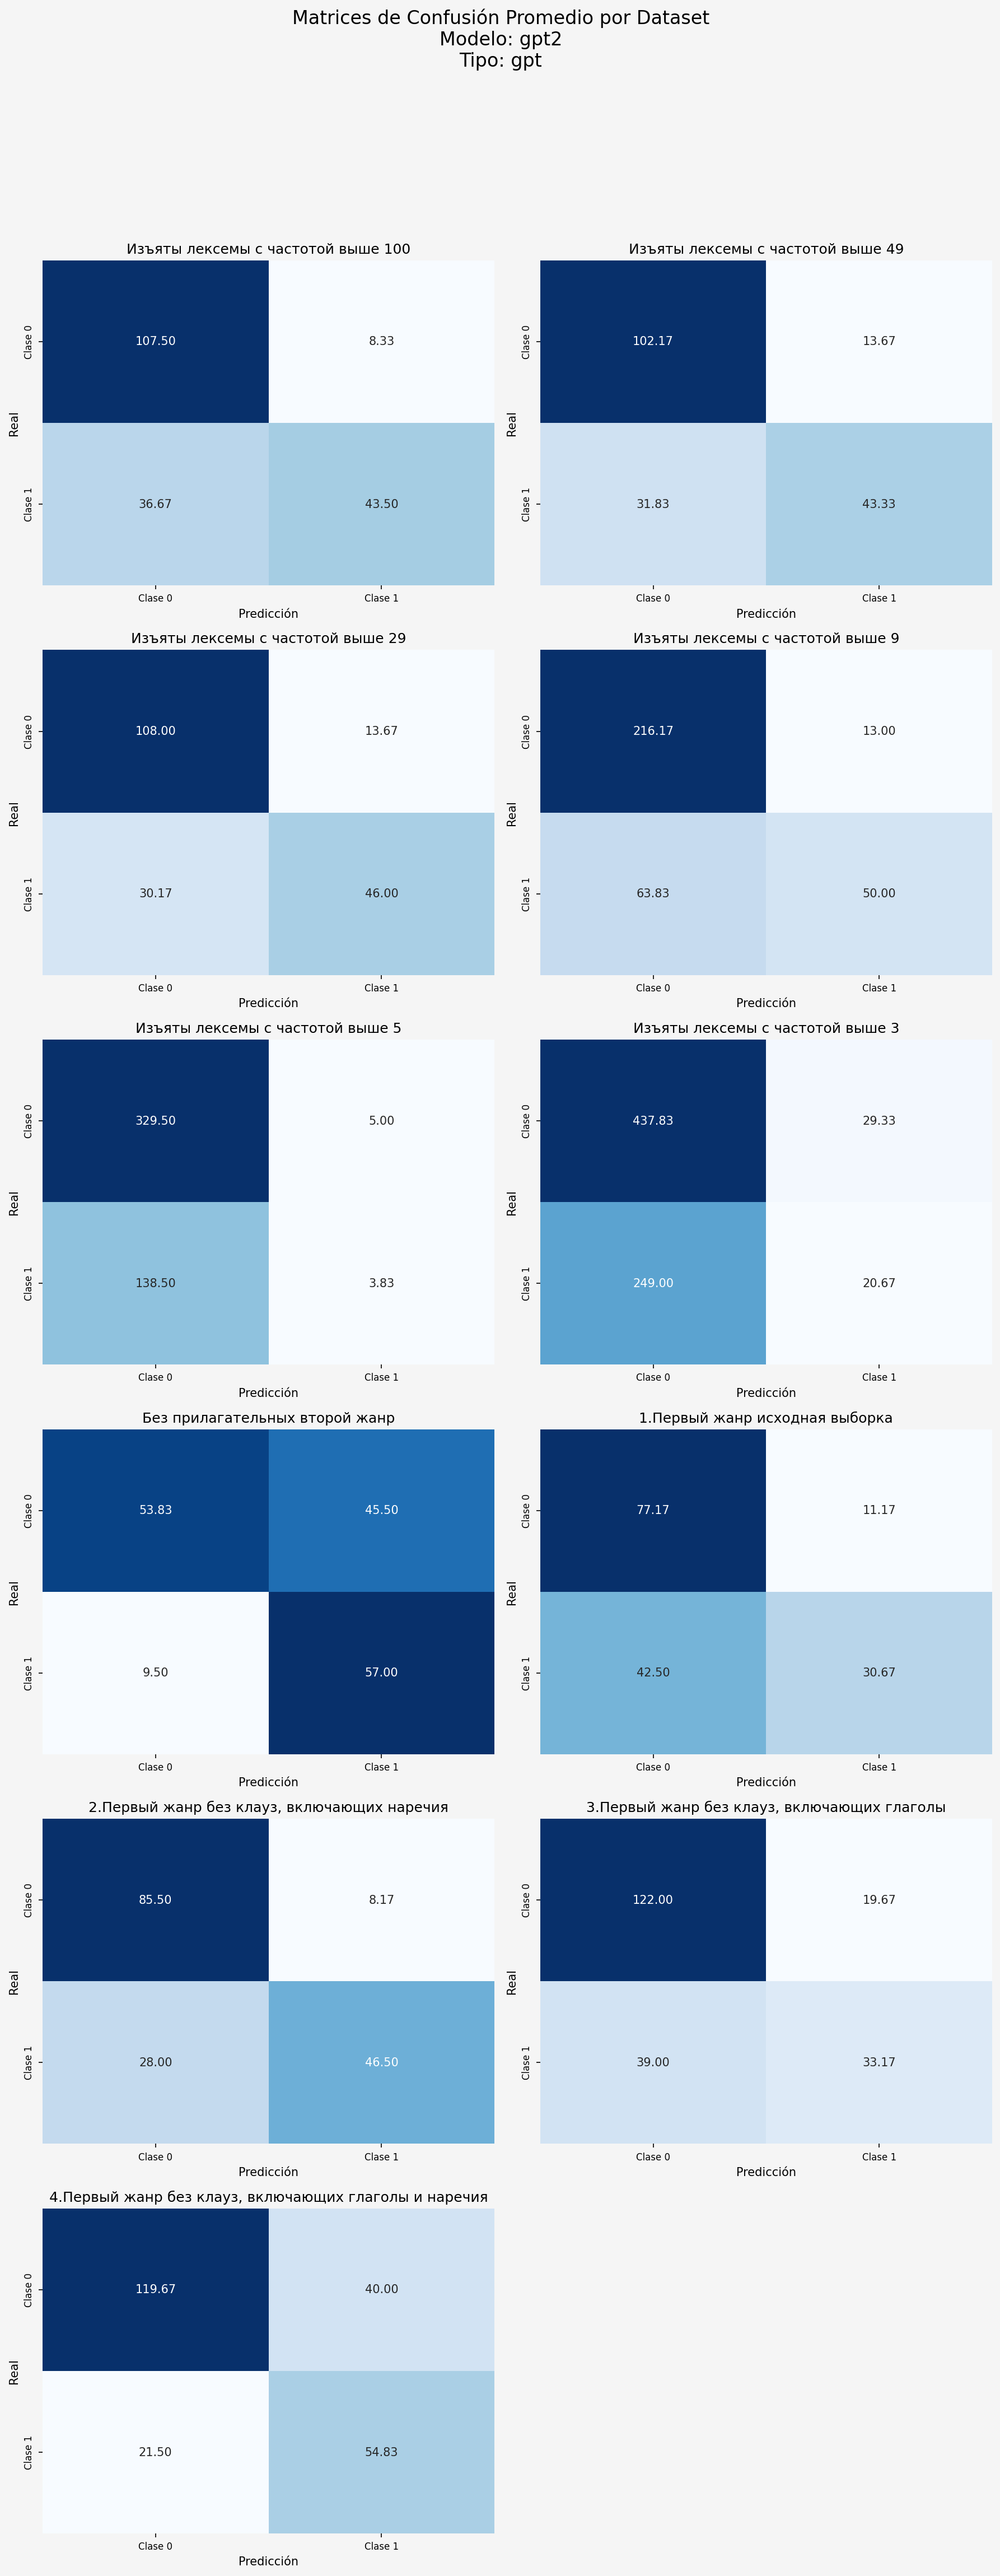 Matrices de Confusión Promedio por Dataset
Modelo: gpt2
Tipo: gpt
Изъяты лексемы с частотой выше 100
Clase 0
107.50
8.33
Real
Clase 1
36.67
43.50
Clase 0
Clase 1
Predicción
Изъяты лексемы с частотой выше 49
Clase 0
102.17
13.67
Real
Clase 1
31.83
43.33
Clase 0
Clase 1
Predicción
Изъяты лексемы с частотой выше 29
Clase 0
108.00
13.67
Real
Clase 1
30.17
46.00
Clase 0
Clase 1
Predicción
Изъяты лексемы с частотой выше 9
Clase 0
216.17
13.00
Real
Clase 1
63.83
50.00
Clase 0
Clase 1
Predicción
Изъяты лексемы с частотой выше 5
Clase 0
329.50
5.00
Real
Clase 1
138.50
3.83
Clase 0
Clase 1
Predicción
Изъяты лексемы с частотой выше 3
Clase 0
437.83
29.33
Real
Clase 1
249.00
20.67
Clase 0
Clase 1
Predicción
Без прилагательных второй жанр
Clase 0
53.83
45.50
Real
Clase 1
9.50
57.00
Clase 0
Clase 1
Predicción
1.Первый жанр исходная выборка
Clase 0
77.17
11.17
Real
Clase 1
42.50
30.67
Clase 0
Clase 1
Predicción
2.Первый жанр без клауз, включающих наречия
Clase 0
85.50
8.17
Real
Clase 1
28.00
46.50
Clase 0
Clase 1
Predicción
3.Первый жанр без клауз, включающих глаголы
Clase 0
122.00
19.67
Real
Clase 1
39.00
33.17
Clase 0
Clase 1
Predicción
4.Первый жанр без клауз, включающих глаголы и наречия
Clase 0
119.67
40.00
Real
Clase 1
21.50
54.83
Clase 0
Clase 1
Predicción